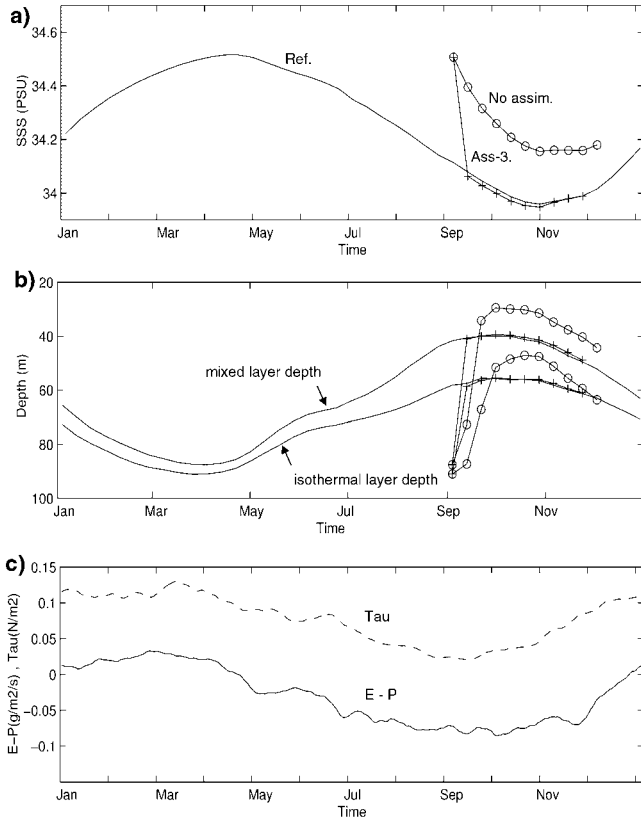 a)
34.6
34.4
34.2
34
SSS (PSU)
Ref.
No assim.
Ass-3.
Jan Mar May Jul Sep Nov
Time
b)
20
40
60
80
100
Depth (m)
mixed layer depth
isothermal layer depth
Jan Mar May Jul Sep Nov
Time
c)
0.15
0.1
0.05
0
−0.05
−0.1
E−P(g/m2/s) , Tau(N/m2)
Tau
E - P
Jan Mar May Jul Sep Nov
Time